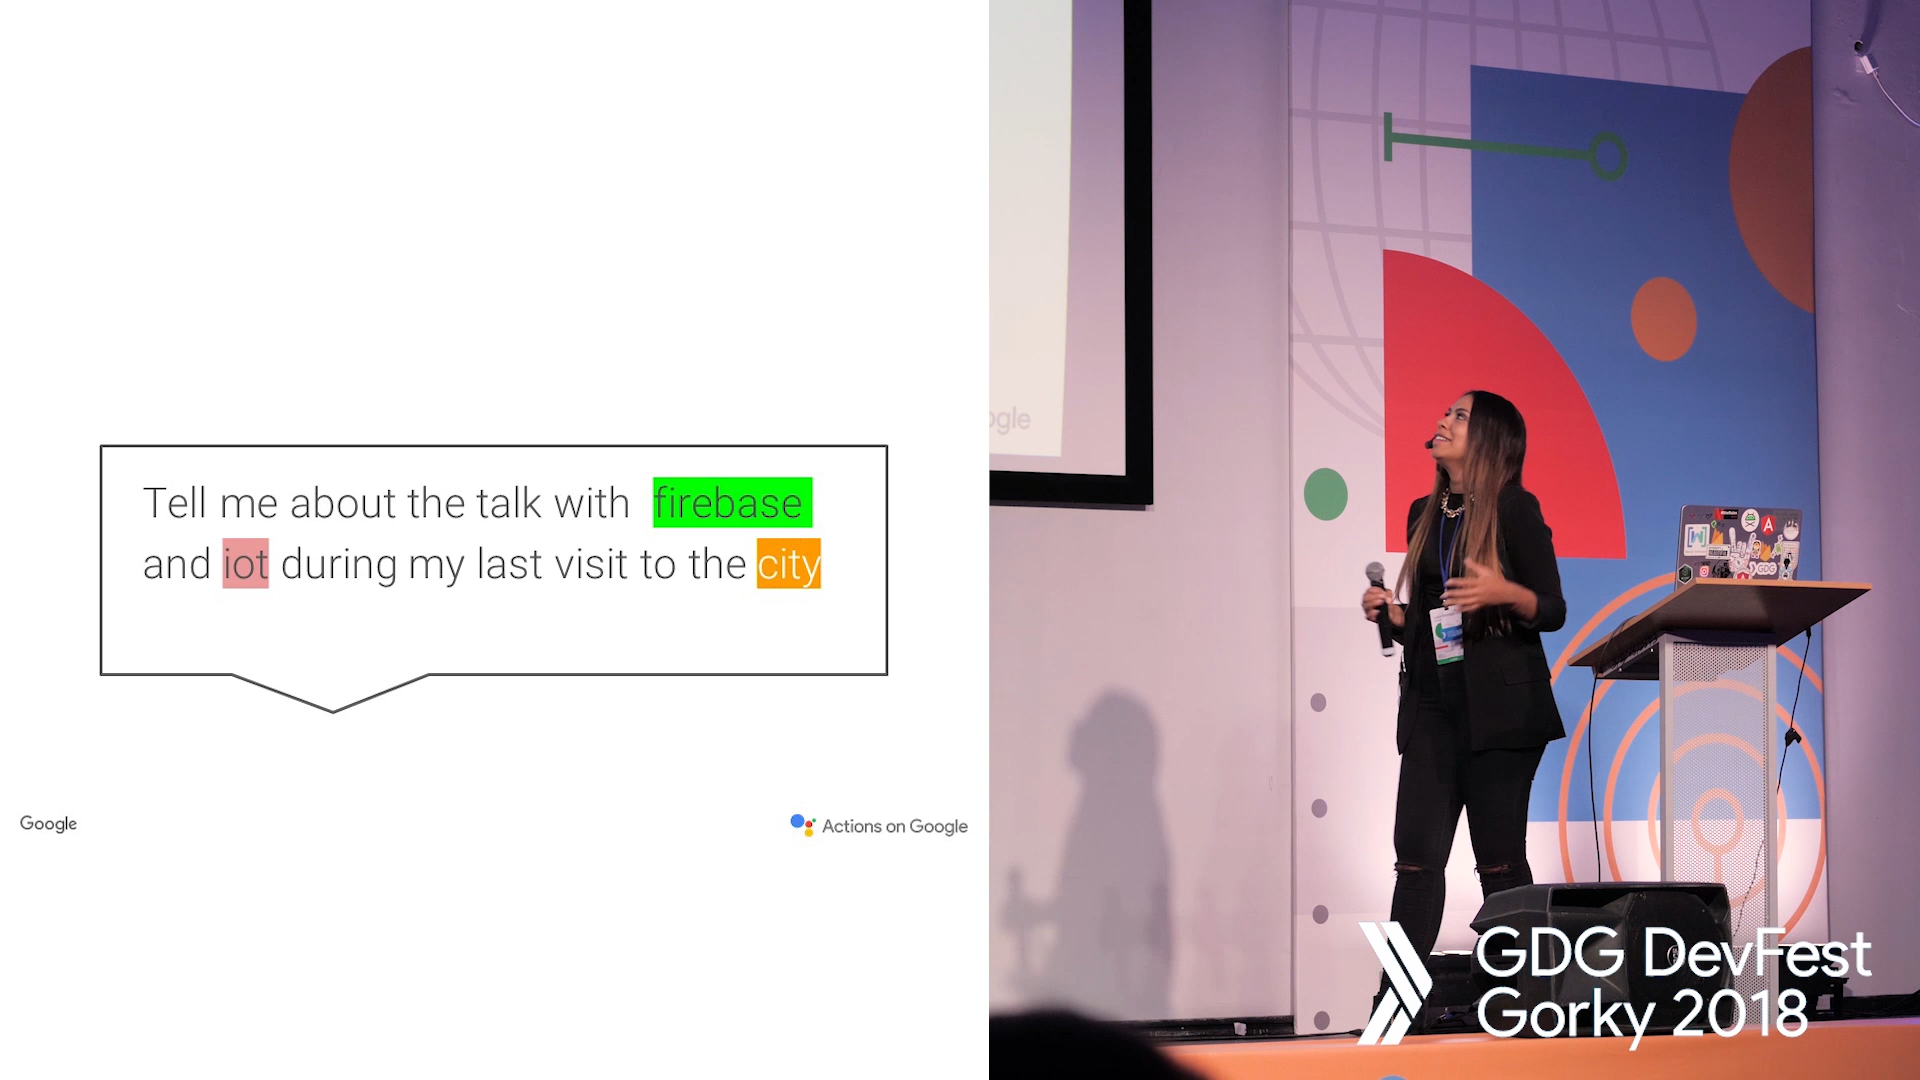 Tell me about the talk with firebase
and iot during my last visit to the city
Google
Actions on Google
ogle
GDG DevFest
Gorky 2018